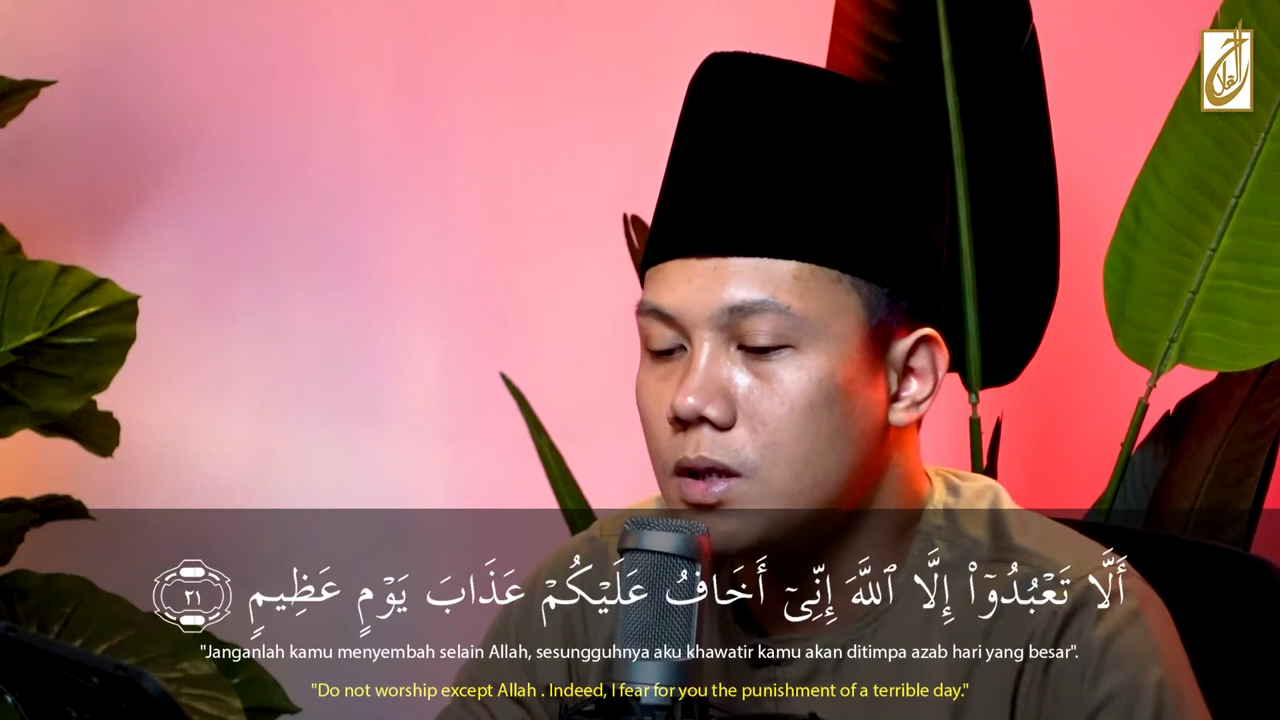 أَلَّا تَعْبُدُوٓا۟ إِلَّا ٱللَّهَ إِنِّىٓ أَخَافُ عَلَيْكُمْ عَذَابَ يَوْمٍ عَظِيمٍ ٢١
"Janganlah kamu menyembah selain Allah, sesungguhnya aku khawatir kamu akan ditimpa azab hari yang besar".
"Do not worship except Allah . Indeed, I fear for you the punishment of a terrible day."